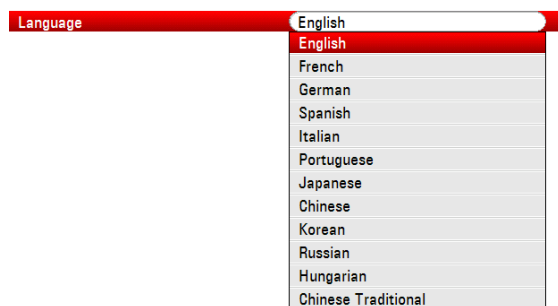 Language English
English
French
German
Spanish
Italian
Portuguese
Japanese
Chinese
Korean
Russian
Hungarian
Chinese Traditional